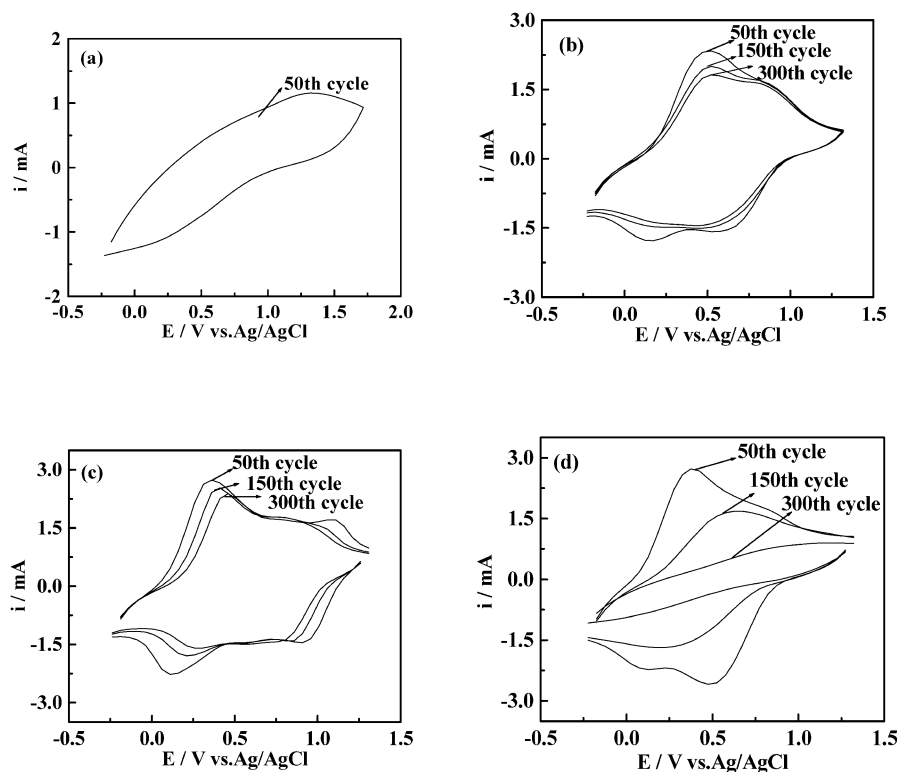 (a)
50th cycle
2
1
0
-1
-2
i / mA
-0.5 0.0 0.5 1.0 1.5 2.0
E / V vs.Ag/AgCl
(b)
50th cycle
150th cycle
300th cycle
3.0
1.5
0.0
-1.5
-3.0
i / mA
-0.5 0.0 0.5 1.0 1.5
E / V vs.Ag/AgCl
(c)
50th cycle
150th cycle
300th cycle
3.0
1.5
0.0
-1.5
-3.0
i / mA
-0.5 0.0 0.5 1.0 1.5
E / V vs.Ag/AgCl
(d)
50th cycle
150th cycle
300th cycle
3.0
1.5
0.0
-1.5
-3.0
i / mA
-0.5 0.0 0.5 1.0 1.5
E / V vs.Ag/AgCl